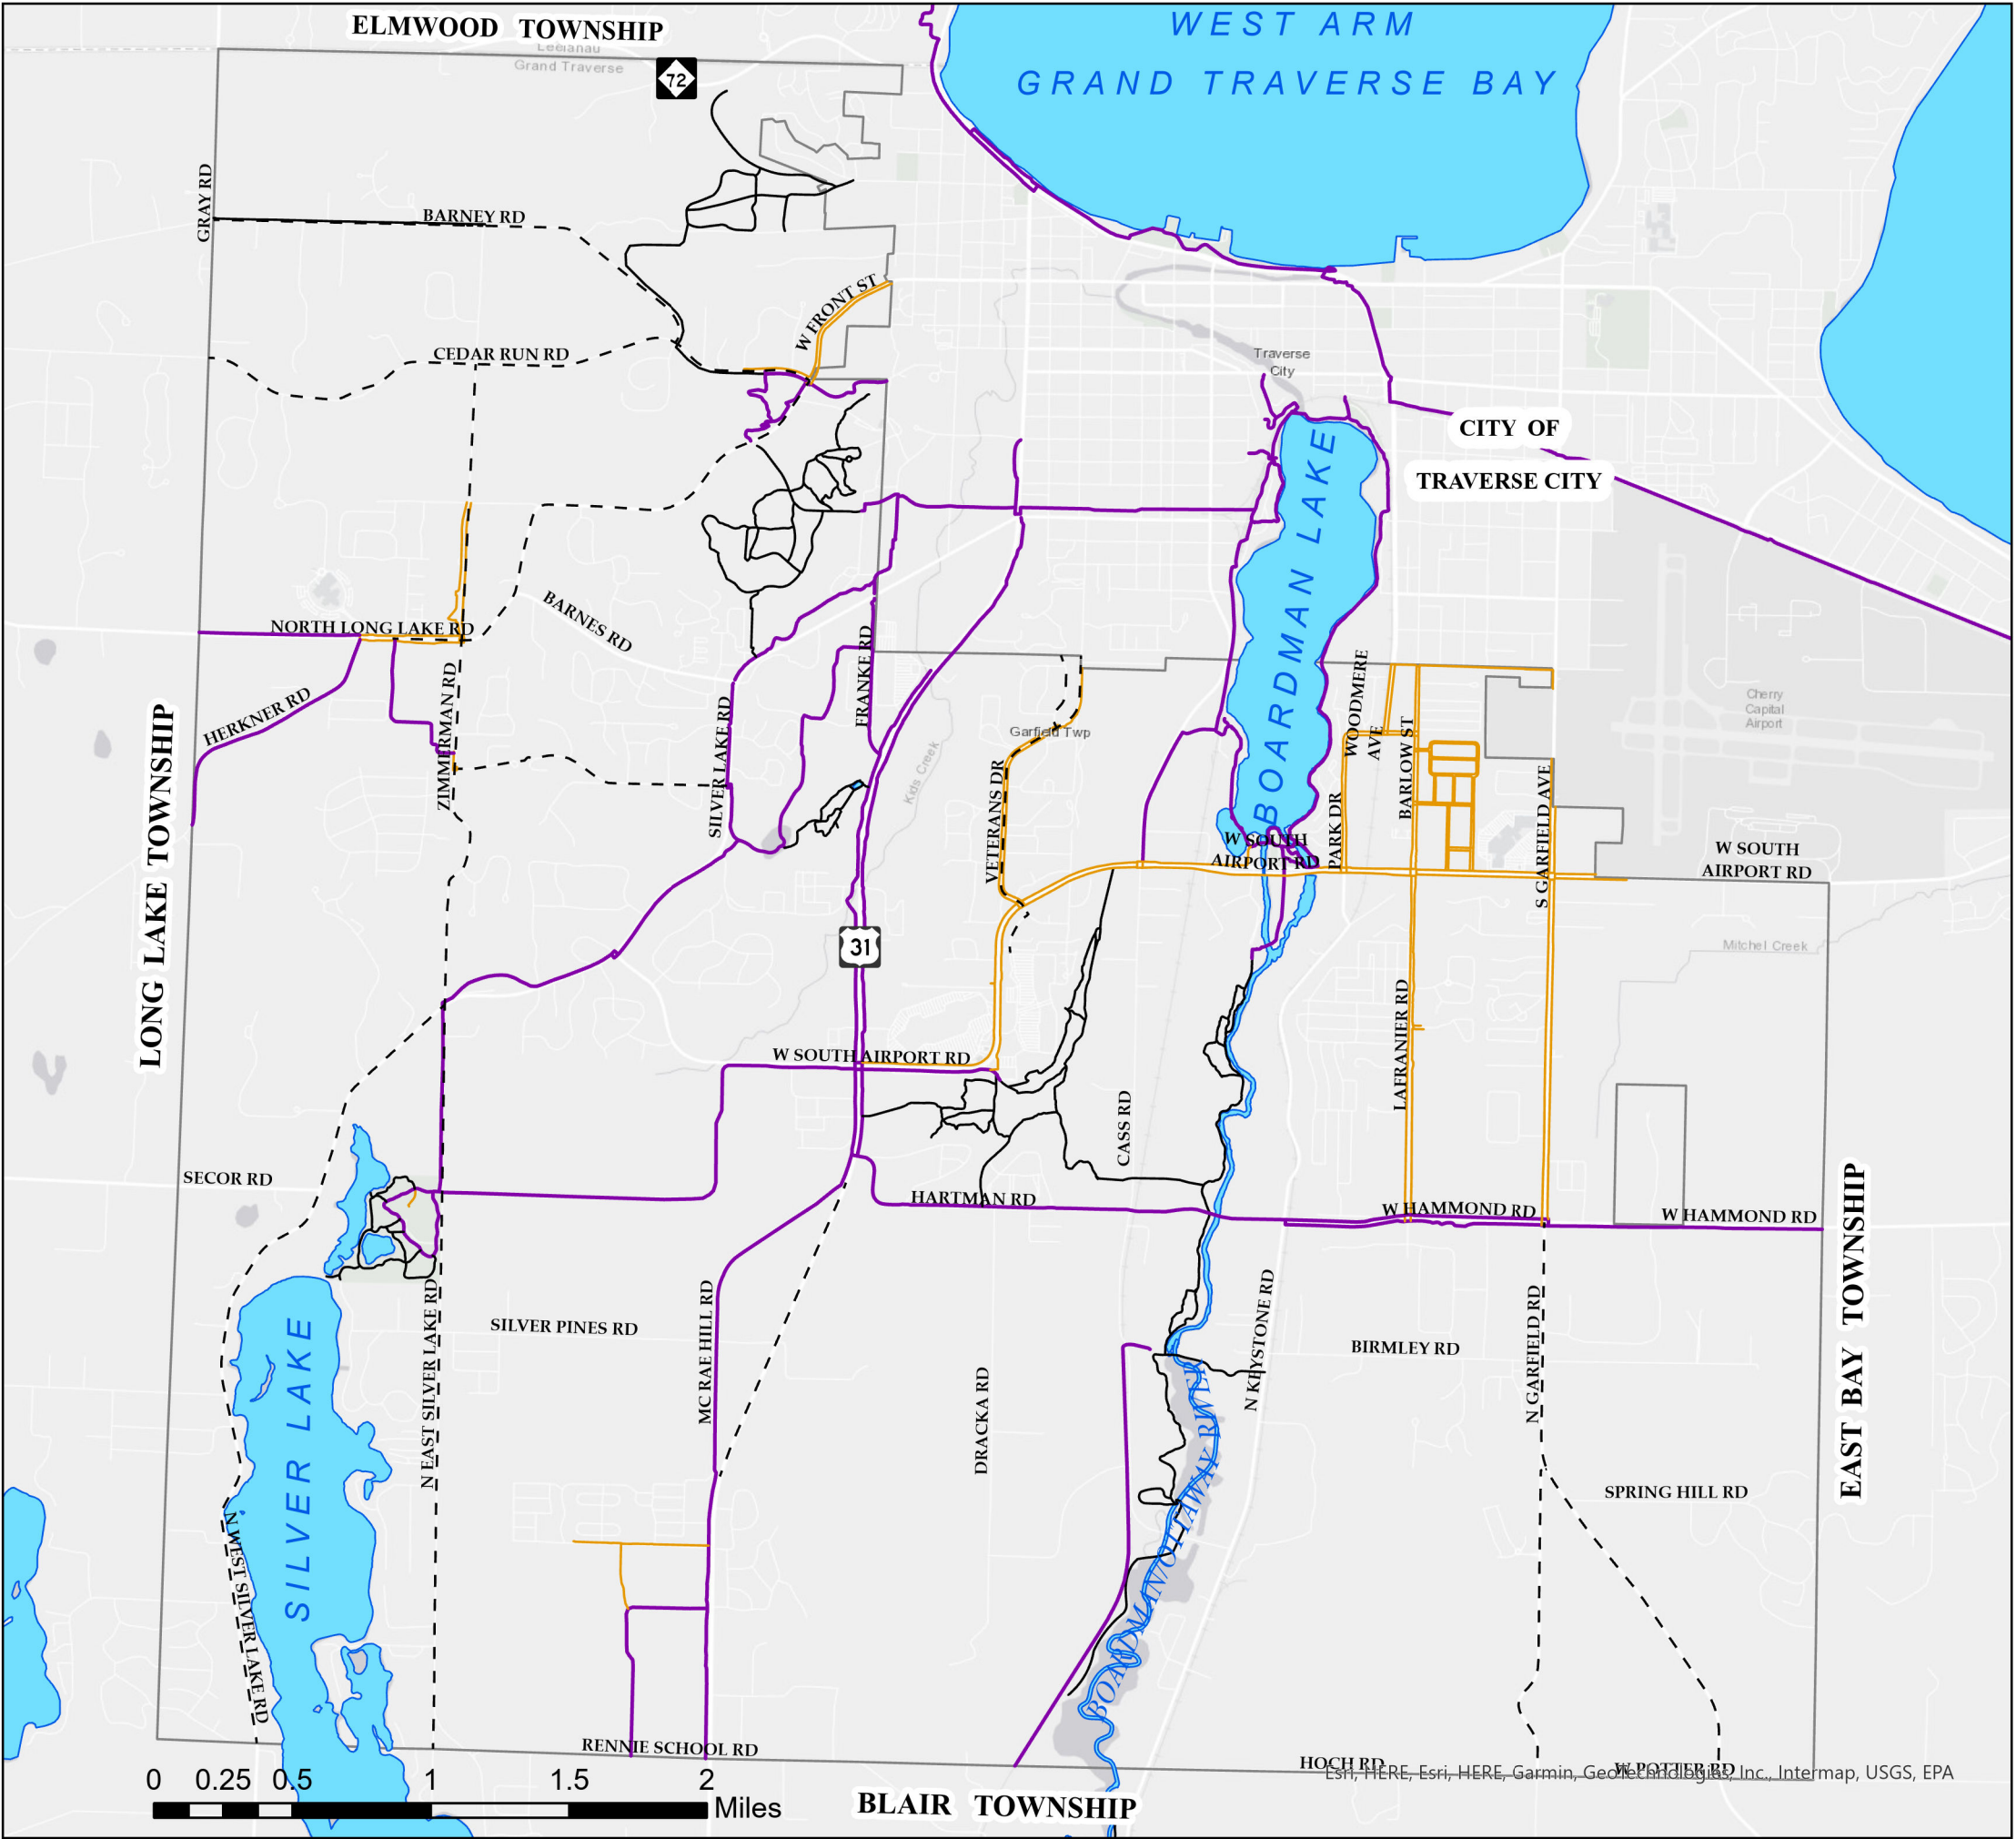 WEST ARM
GRAND TRAVERSE BAY
ELMWOOD TOWNSHIP
Leelanau
Grand Traverse
72
GRAY RD
BARNEY RD
W FRONT ST
CEDAR RUN RD
Traverse
City
CITY OF
TRAVERSE CITY
BOARDMAN LAKE
BARNES RD
NORTH LONG LAKE RD
HERKNER RD
ZIMMERMAN RD
FRANKE RD
SILVER LAKE RD
LONG LAKE TOWNSHIP
Kids Creek
Garfield Twp
VETERANS DR
WOODMERE
AVE
BARLOW ST
PARK DR
Cherry
Capital
Airport
S GARFIELD AVE
W SOUTH
AIRPORT RD
W SOUTH
AIRPORT RD
Mitchel Creek
31
LAFRANIER RD
W SOUTH AIRPORT RD
CASS RD
SECOR RD
HARTMAN RD
W HAMMOND RD
W HAMMOND RD
EAST BAY TOWNSHIP
N EAST SILVER LAKE RD
SILVER PINES RD
MC RAE HILL RD
DRACKA RD
N KEYSTONE RD
BIRMLEY RD
N GARFIELD RD
SPRING HILL RD
SILVER LAKE
N WEST SILVER LAKE RD
BOARDMAN/OTTAWAY RIVER
RENNIE SCHOOL RD
HOCH RD
W POTTER RD
Esri, HERE, Esri, HERE, Garmin, GeoTechnologies, Inc., Intermap, USGS, EPA
0 0.25 0.5 1 1.5 2
Miles
BLAIR TOWNSHIP